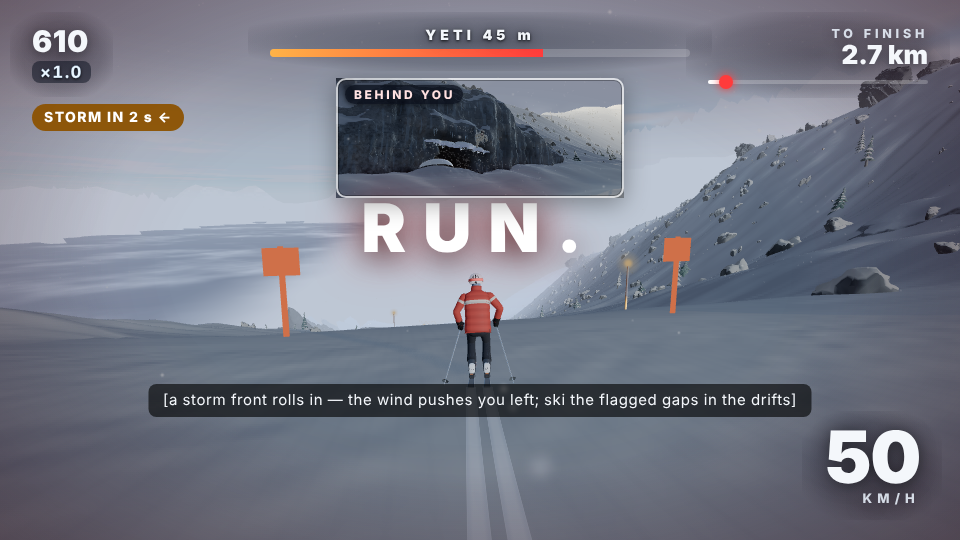 610
×1.0
STORM IN 2 s ←
YETI 45 m
TO FINISH
2.7 km
BEHIND YOU
RUN.
[a storm front rolls in — the wind pushes you left; ski the flagged gaps in the drifts]
50
KM/H